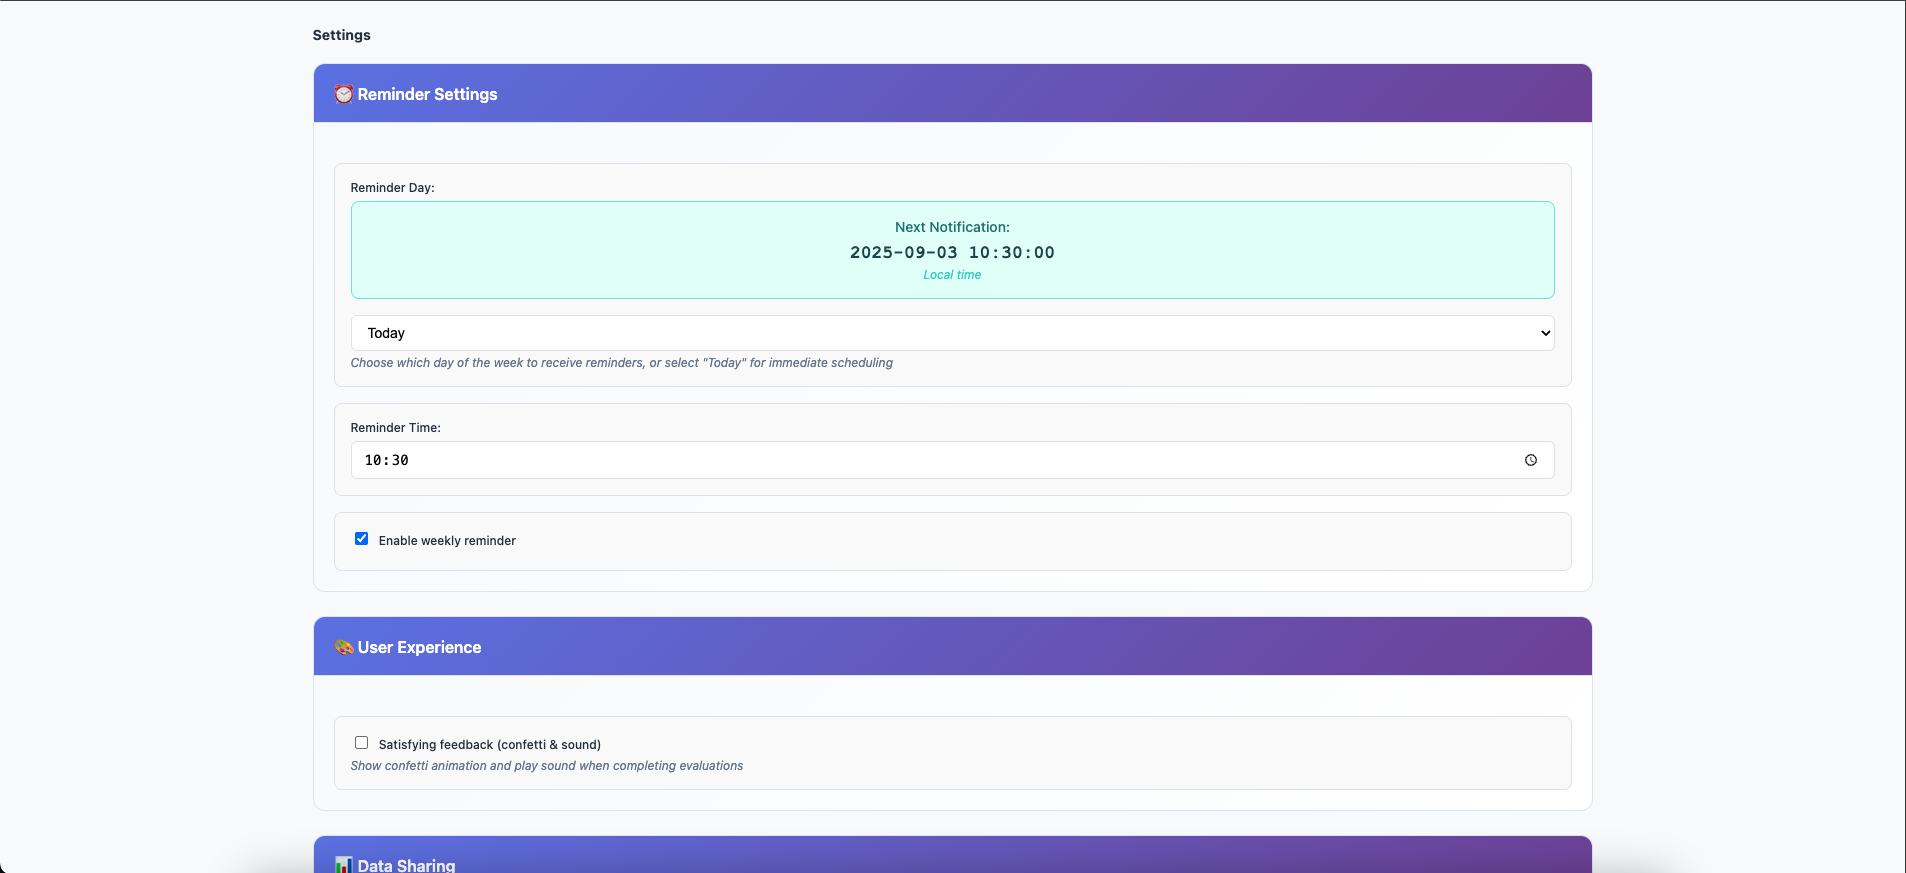 Settings
Reminder Settings
Reminder Day:
Next Notification:
2025-09-03 10:30:00
Local time
Today
Choose which day of the week to receive reminders, or select "Today" for immediate scheduling
Reminder Time:
10:30
Enable weekly reminder
User Experience
Satisfying feedback (confetti & sound)
Show confetti animation and play sound when completing evaluations
Data Sharing